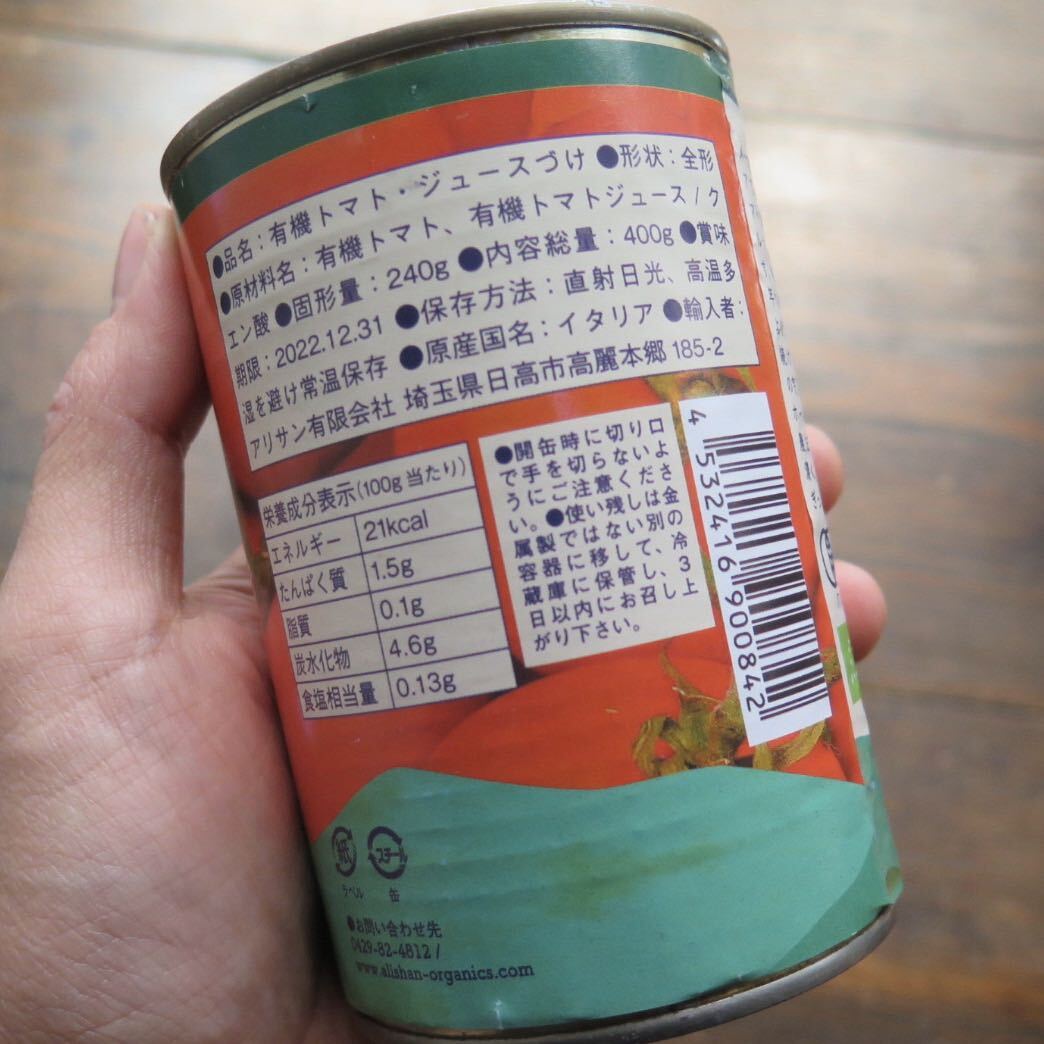 ●品名：有機トマト・ジュースづけ ●形状：全形
●原材料名：有機トマト、有機トマトジュース / ク
エン酸 ●固形量：240g ●内容総量：400g ●賞味
期限：2022.12.31 ●保存方法：直射日光、高温多
湿を避け常温保存 ●原産国名：イタリア ●輸入者：
アリサン有限会社 埼玉県日高市高麗本郷 185-2
栄養成分表示(100g 当たり)
エネルギー 21kcal
たんぱく質 1.5g
脂質 0.1g
炭水化物 4.6g
食塩相当量 0.13g
●開缶時に切り口
で手を切らないよ
うにご注意くださ
い。●使い残しは金
属製ではない別の
容器に移して、冷
蔵庫に保管し、3
日以内にお召し上
がり下さい。
4 532416 900842
紙 スチール
ラベル 缶
●お問い合わせ先
0429-82-4812 /
www.alishan-organics.com